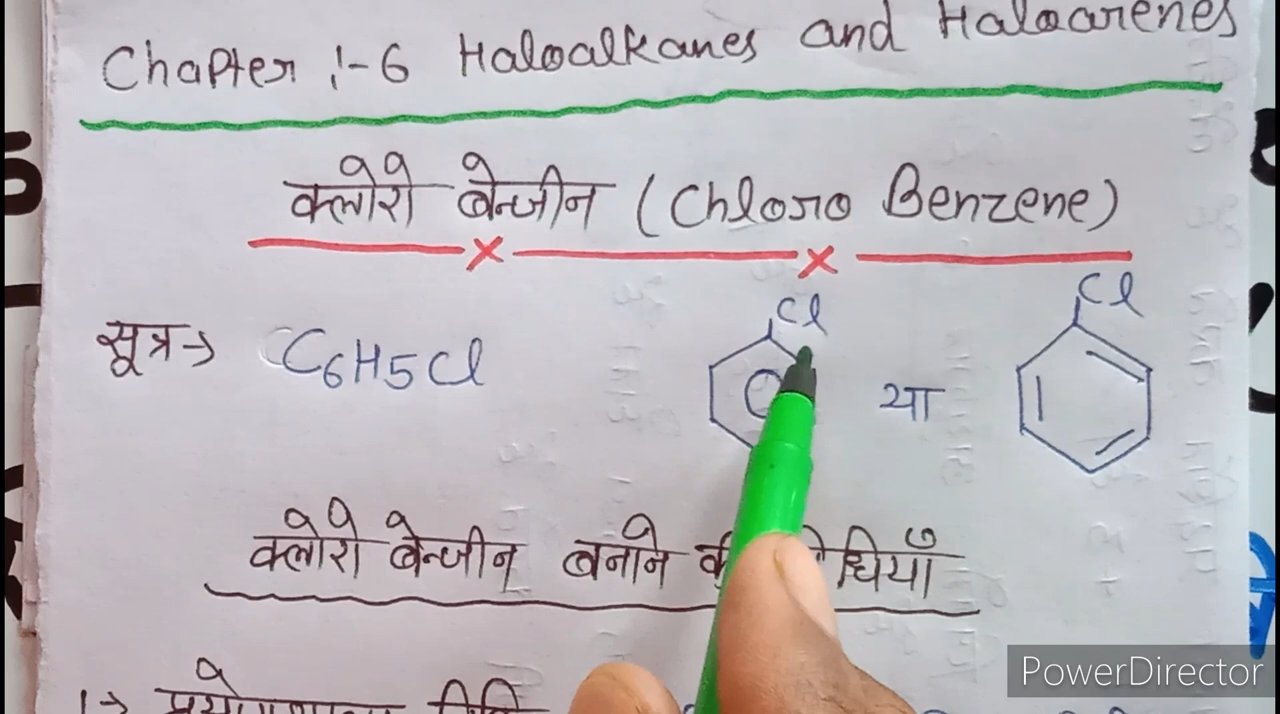 Chapter :- 6 Haloalkanes and Haloarenes
क्लोरो बेन्जीन (Chloro Benzene)
सूत्र → C6H5Cl Cl या Cl
क्लोरो बेन्जीन बनाने
PowerDirector